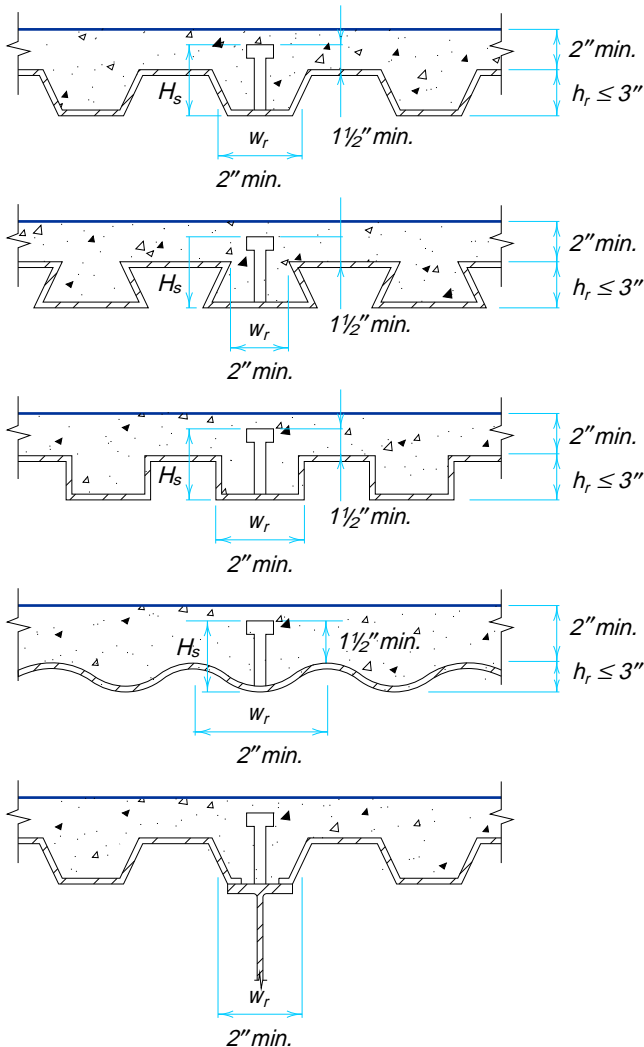 2″ min.
H_s
h_r ≤ 3″
w_r
1½″ min.
2″ min.
2″ min.
H_s
h_r ≤ 3″
w_r
1½″ min.
2″ min.
2″ min.
H_s
h_r ≤ 3″
w_r
1½″ min.
2″ min.
2″ min.
H_s
1½″ min.
h_r ≤ 3″
w_r
2″ min.
w_r
2″ min.